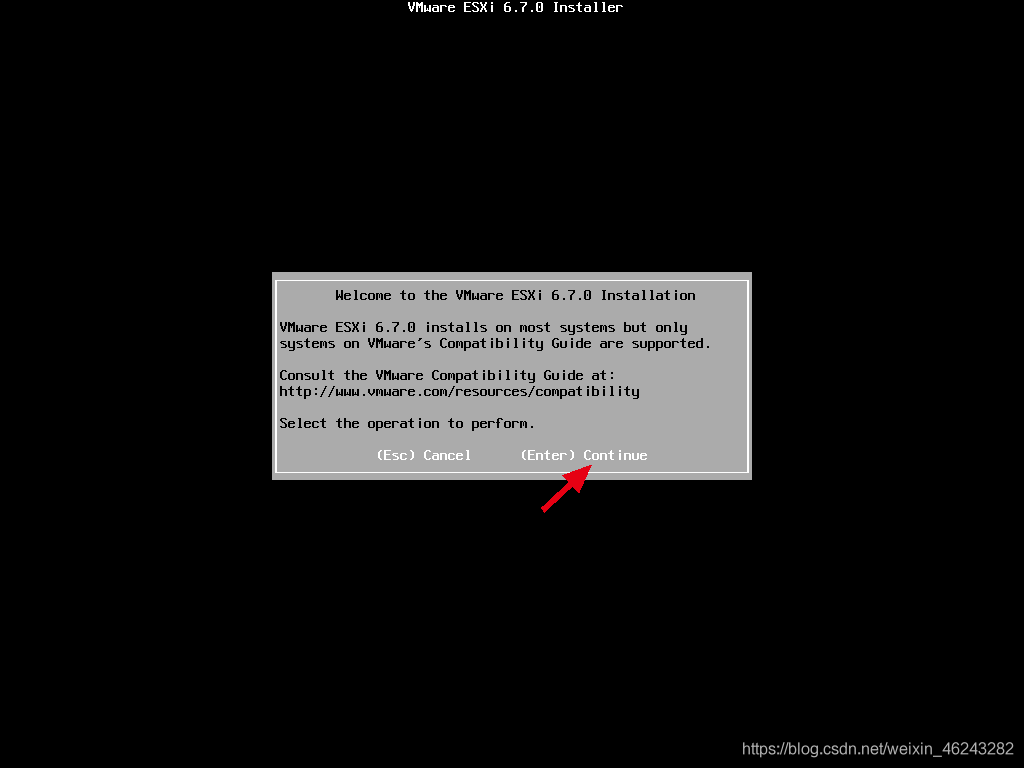 VMware ESXi 6.7.0 Installer
Welcome to the VMware ESXi 6.7.0 Installation
VMware ESXi 6.7.0 installs on most systems but only
systems on VMware's Compatibility Guide are supported.
Consult the VMware Compatibility Guide at:
http://www.vmware.com/resources/compatibility
Select the operation to perform.
(Esc) Cancel (Enter) Continue
https://blog.csdn.net/weixin_46243282